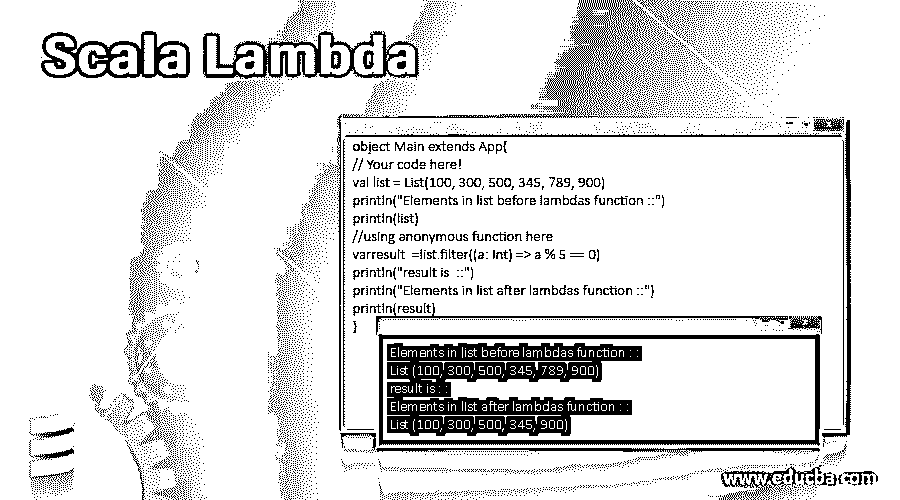 Scala Lambda
object Main extends App{
// Your code here!
val list = List(100, 300, 500, 345, 789, 900)
println("Elements in list before lambdas function ::")
println(list)
//using anonymous function here
varresult =list.filter((a: Int) => a % 5 == 0)
println("result is ::")
println("Elements in list after lambdas function ::")
println(result)
}
Elements in list before lambdas function : :
List (100, 300, 500, 345, 789, 900)
result is : :
Elements in list after lambdas function : :
List (100, 300, 500, 345, 900)
www.educba.com